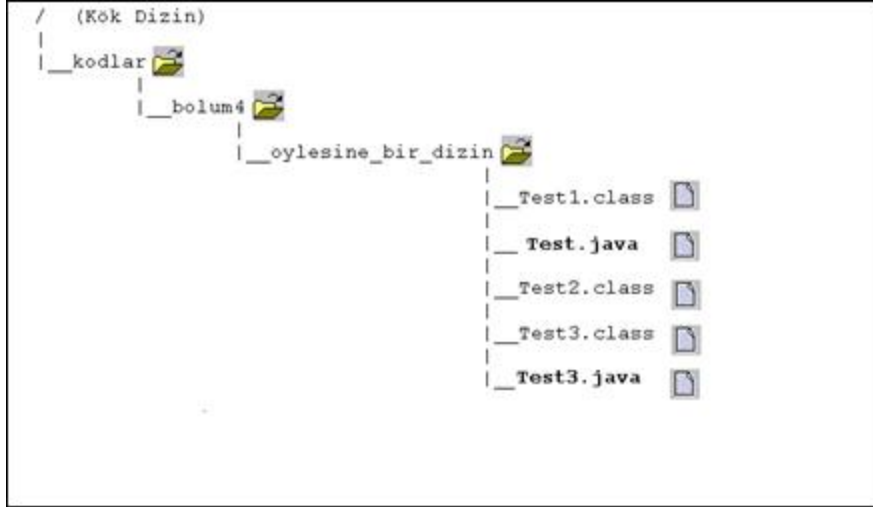 / (Kök Dizin)
|__kodlar
|__bolum4
|__oylesine_bir_dizin
|__Test1.class
|__ Test.java
|__Test2.class
|__Test3.class
|__Test3.java